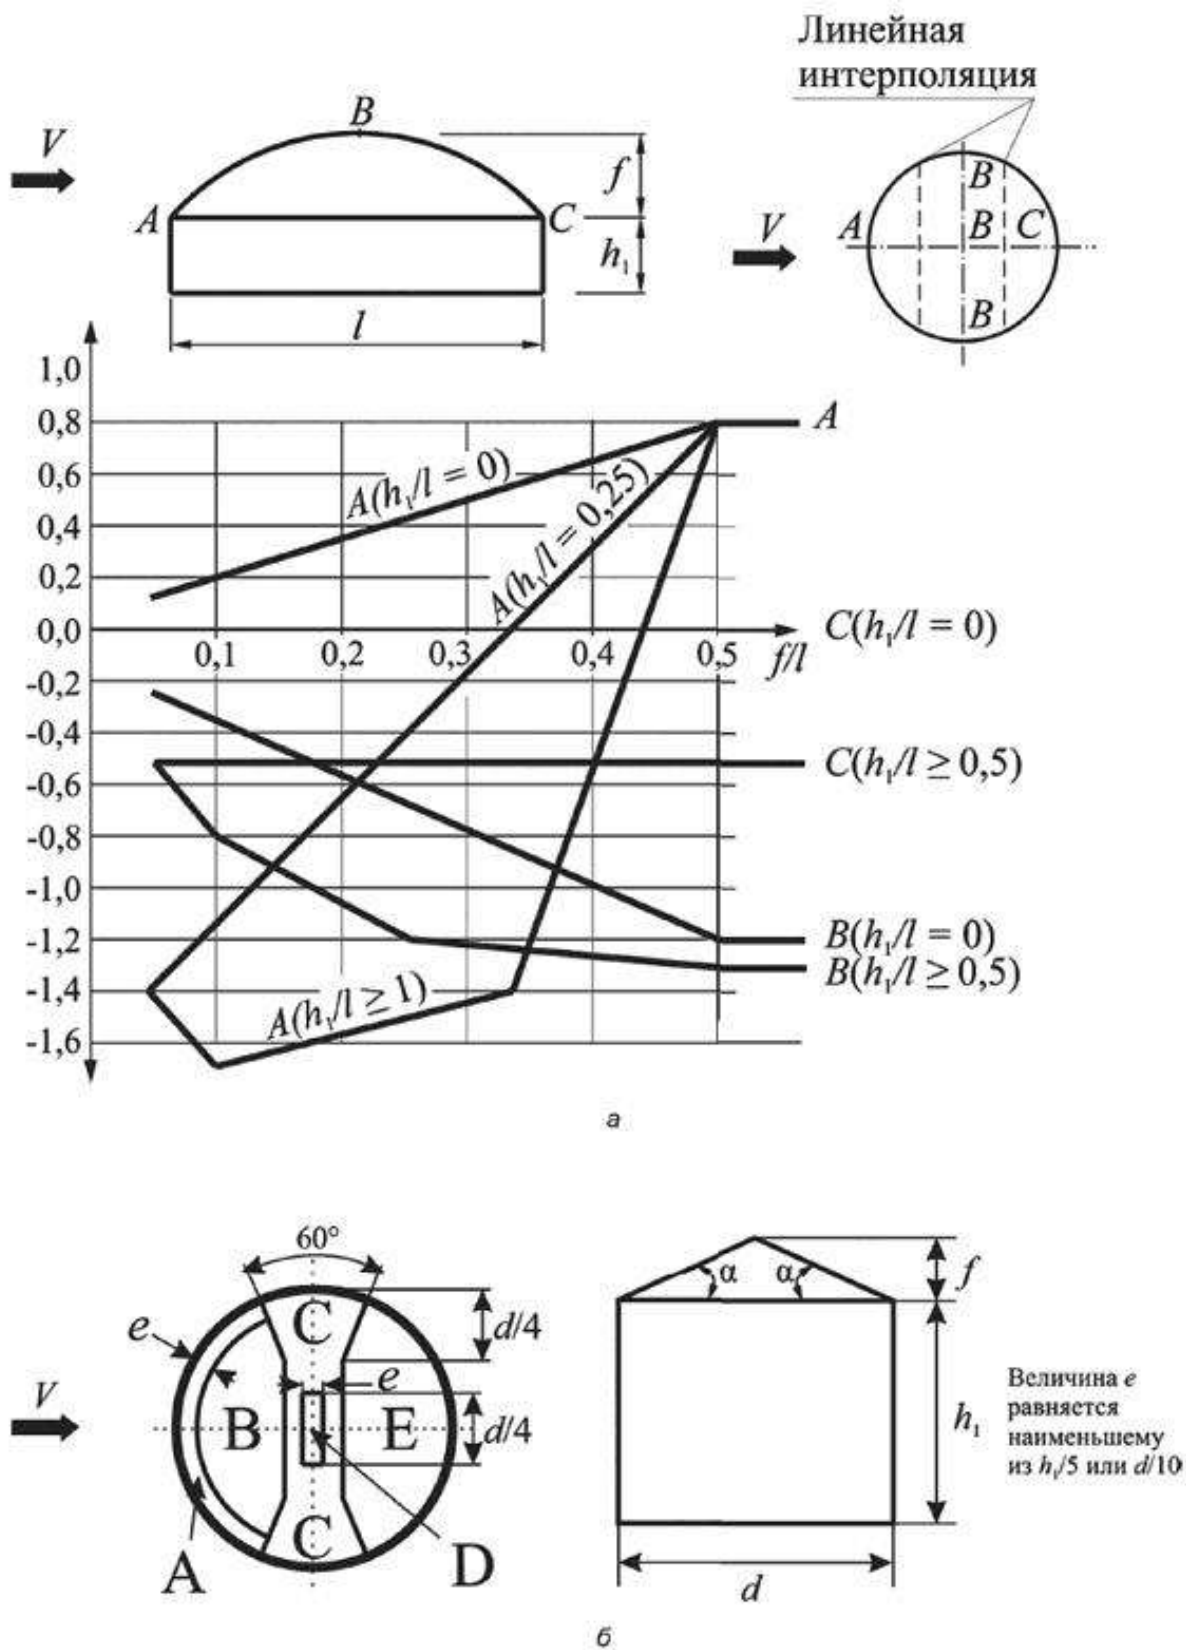 Линейная
интерполяция
V
B
f
A
C
h₁
l
V
A
B
B
C
B
1,0
0,8
A
0,6
A(h₁/l = 0)
A(h₁/l = 0,25)
0,4
0,2
0,0
C(h₁/l = 0)
0,1
0,2
0,3
0,4
0,5
f/l
-0,2
-0,4
C(h₁/l ≥ 0,5)
-0,6
-0,8
-1,0
B(h₁/l = 0)
-1,2
B(h₁/l ≥ 0,5)
-1,4
A(h₁/l ≥ 1)
-1,6
а
60°
C
d/4
e
e
V
B
E
d/4
C
A
D
α
α
f
h₁
Величина e
равняется
наименьшему
из h₁/5 или d/10
d
б